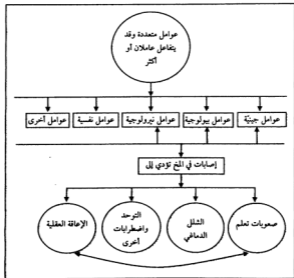 عوامل متعددة وقد
يتفاعل عاملان أو
أكثر
عوامل جينية
عوامل بيولوجية
عوامل نيرولوجية
عوامل نفسية
عوامل أخرى
إصابات في المخ تؤدي إلى
صعوبات تعلم
الشلل
الدماغي
التوحد
واضطرابات
أخرى
الإعاقة العقلية